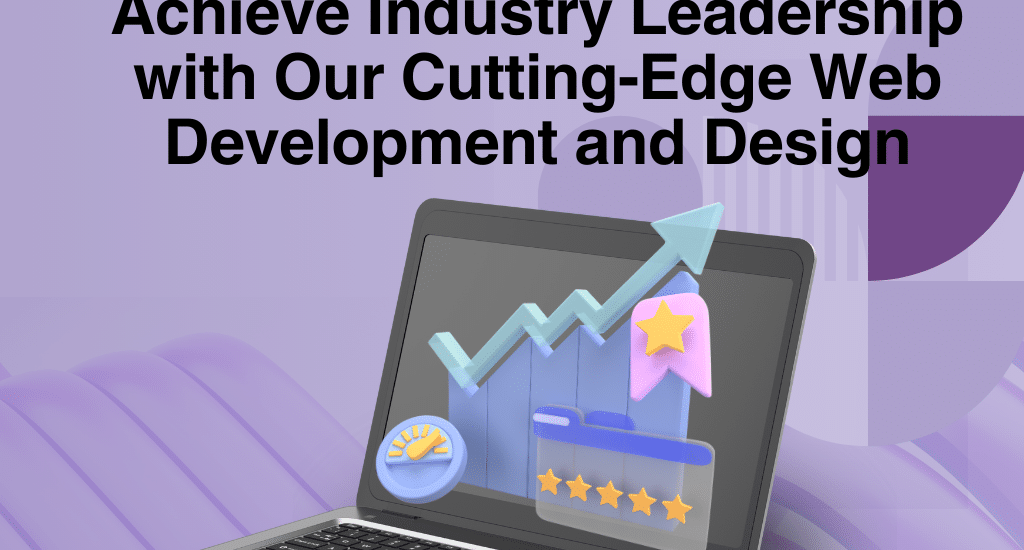 Achieve Industry Leadership
with Our Cutting-Edge Web
Development and Design